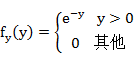 f_y(y) = { e^{-y}  y > 0
0  其他